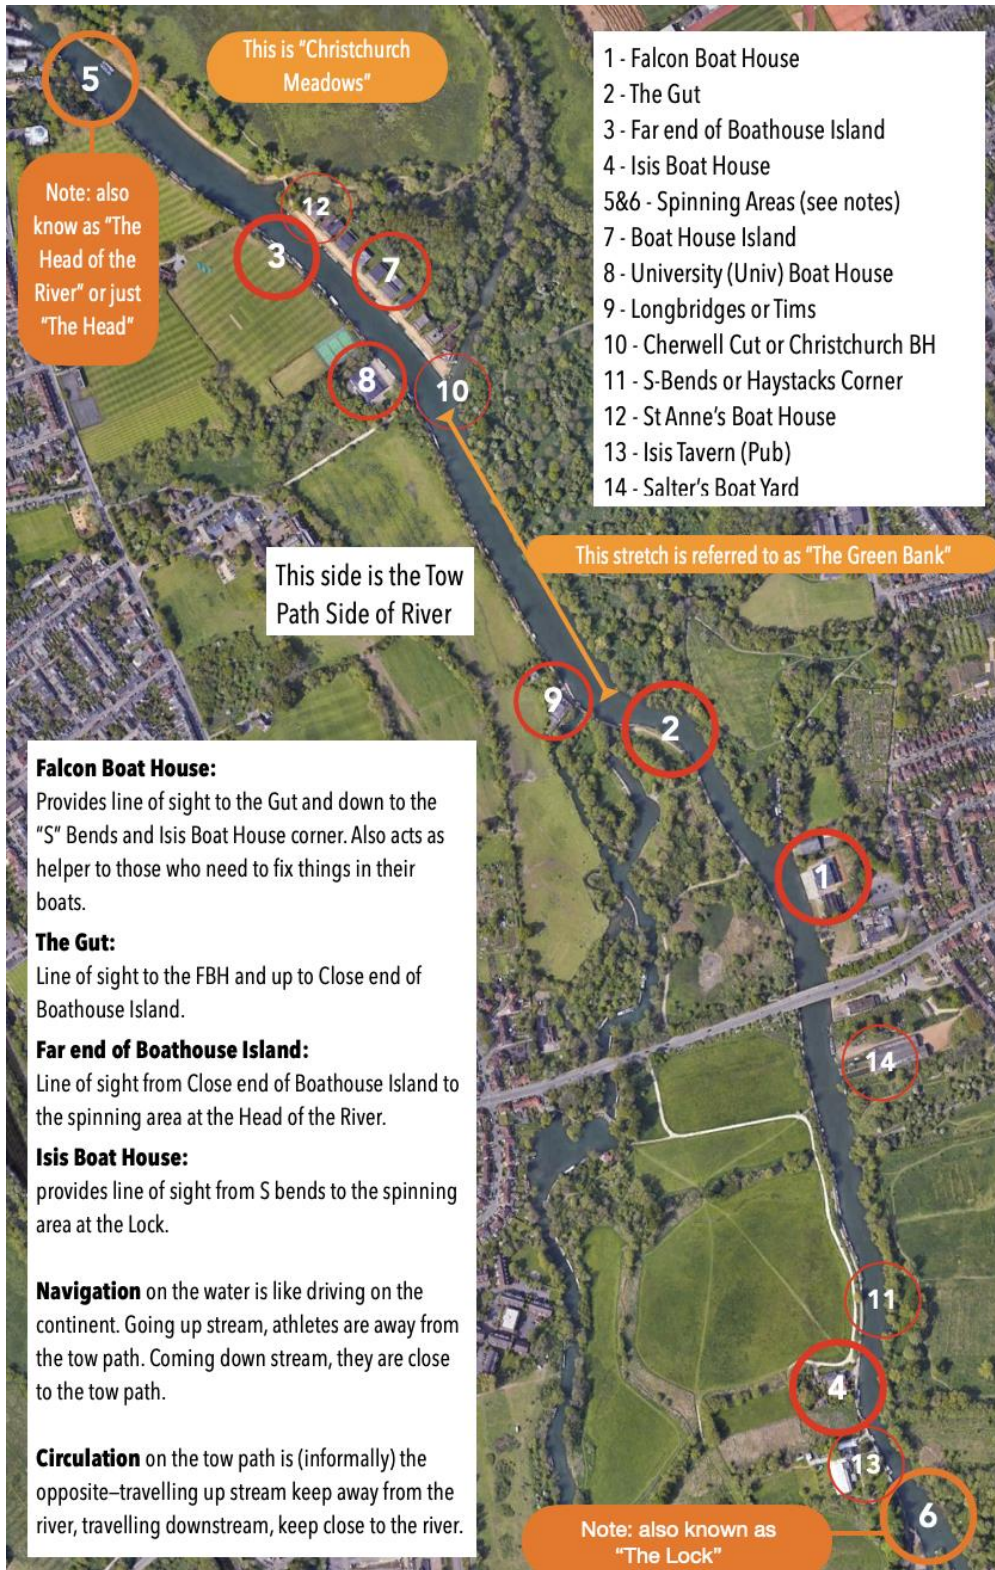 5
This is "Christchurch
Meadows"
Note: also
know as "The
Head of the
River" or just
"The Head"
12
3
7
8
10
1 - Falcon Boat House
2 - The Gut
3 - Far end of Boathouse Island
4 - Isis Boat House
5&6 - Spinning Areas (see notes)
7 - Boat House Island
8 - University (Univ) Boat House
9 - Longbridges or Tims
10 - Cherwell Cut or Christchurch BH
11 - S-Bends or Haystacks Corner
12 - St Anne's Boat House
13 - Isis Tavern (Pub)
14 - Salter's Boat Yard
This stretch is referred to as "The Green Bank"
This side is the Tow
Path Side of River
9
2
1
14
11
4
13
6
Falcon Boat House:
Provides line of sight to the Gut and down to the
"S" Bends and Isis Boat House corner. Also acts as
helper to those who need to fix things in their
boats.
The Gut:
Line of sight to the FBH and up to Close end of
Boathouse Island.
Far end of Boathouse Island:
Line of sight from Close end of Boathouse Island to
the spinning area at the Head of the River.
Isis Boat House:
provides line of sight from S bends to the spinning
area at the Lock.
Navigation on the water is like driving on the
continent. Going up stream, athletes are away from
the tow path. Coming down stream, they are close
to the tow path.
Circulation on the tow path is (informally) the
opposite—travelling up stream keep away from the
river, travelling downstream, keep close to the river.
Note: also known as
"The Lock"